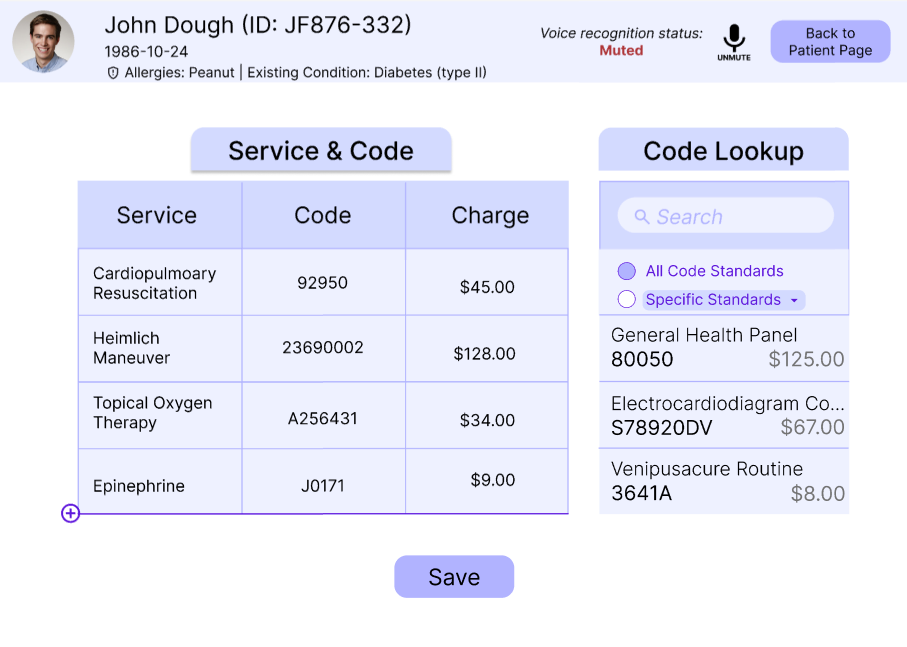 John Dough (ID: JF876-332)
1986-10-24
Allergies: Peanut | Existing Condition: Diabetes (type II)
Voice recognition status:
Muted
UNMUTE
Back to
Patient Page
Service & Code
Service Code Charge
Cardiopulmoary
Resuscitation
92950
$45.00
Heimlich
Maneuver
23690002
$128.00
Topical Oxygen
Therapy
A256431
$34.00
Epinephrine
J0171
$9.00
Code Lookup
Search
All Code Standards
Specific Standards
General Health Panel
80050 $125.00
Electrocardiodiagram Co...
S78920DV $67.00
Venipusacure Routine
3641A $8.00
Save